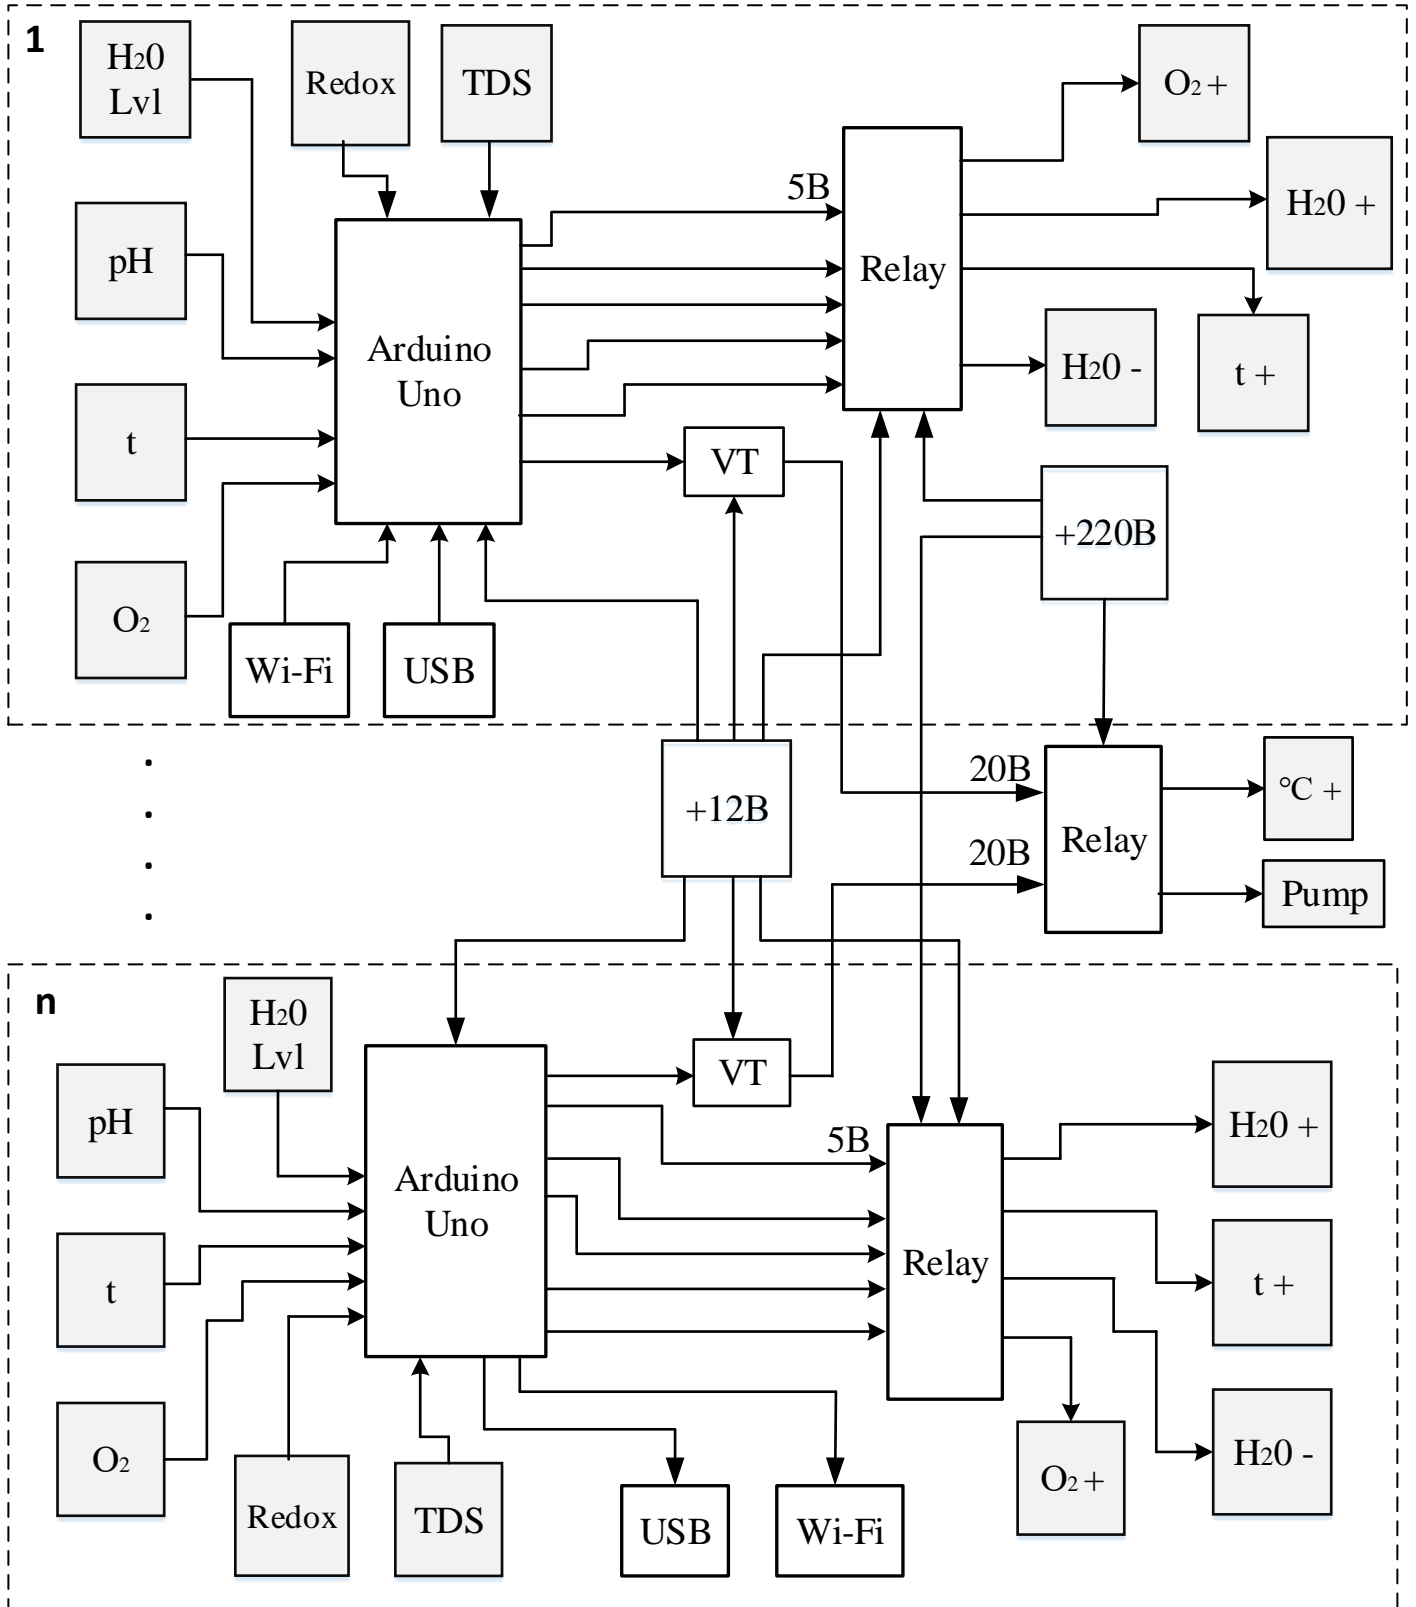 1
H₂0
Lvl
Redox
TDS
O₂ +
5B
H₂0 +
pH
Relay
Arduino
Uno
H₂0 -
t +
t
VT
+220B
O₂
Wi-Fi
USB
.
.
.
.
+12B
20B
°C +
Relay
20B
Pump
n
H₂0
Lvl
pH
VT
H₂0 +
5B
Arduino
Uno
Relay
t
t +
O₂
H₂0 -
O₂ +
Redox
TDS
USB
Wi-Fi